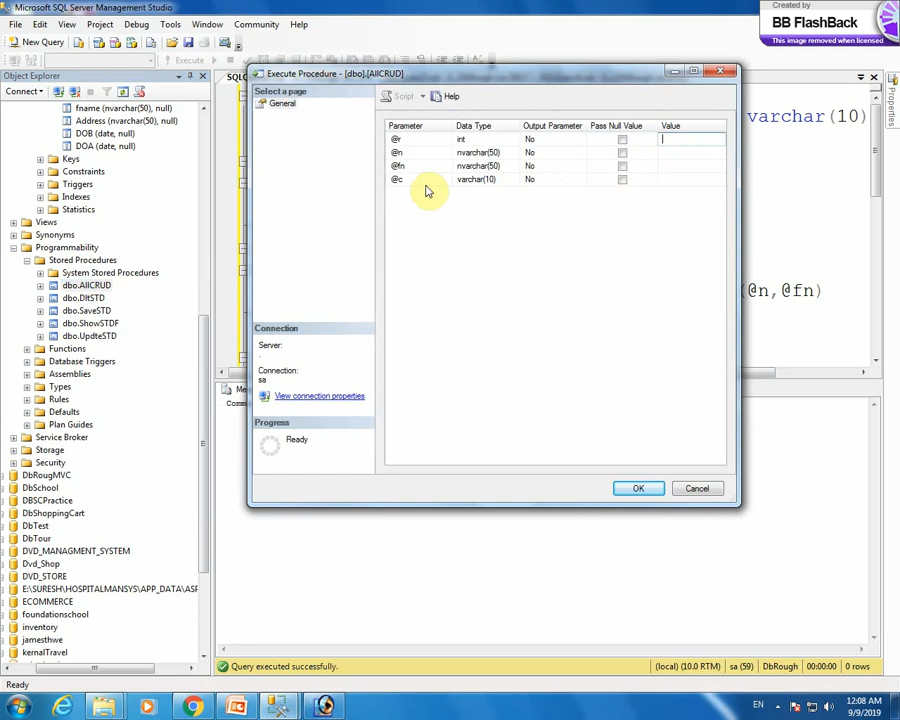 Microsoft SQL Server Management Studio
Created by
BB FlashBack
This image watermarked when licensed
File Edit View Project Debug Tools Window Community Help
New Query
Execute
Object Explorer
Connect
fname (nvarchar(50), null)
Address (nvarchar(50), null)
DOB (date, null)
DOA (date, null)
Keys
Constraints
Triggers
Indexes
Statistics
Views
Synonyms
Programmability
Stored Procedures
System Stored Procedures
dbo.AllCRUD
dbo.DltSTD
dbo.SaveSTD
dbo.ShowSTDF
dbo.UpdteSTD
Functions
Database Triggers
Assemblies
Types
Rules
Defaults
Plan Guides
Service Broker
Storage
Security
DbRougMVC
DbSchool
DBSCPractice
DbShoppingCart
DbTest
DbTour
DVD_MANAGMENT_SYSTEM
Dvd_Shop
DVD_STORE
E:\SURESH\HOSPITALMANSYS\APP_DATA\ASP
ECOMMERCE
foundationschool
inventory
jamesthwe
kernalTravel
SQLQ
Execute Procedure - [dbo].[AllCRUD]
Select a page
General
Script Help
Parameter Data Type Output Parameter Pass Null Value Value
@r int No
@n nvarchar(50) No
@fn nvarchar(50) No
@c varchar(10) No
Connection
Server:
.
Connection:
sa
View connection properties
Progress
Ready
OK Cancel
varchar(10)
(@n,@fn)
Me
Comm
Properties
Query executed successfully.
(local) (10.0 RTM) sa (59) DbRough 00:00:00 0 rows
Ready
EN
12:08 AM
9/9/2019